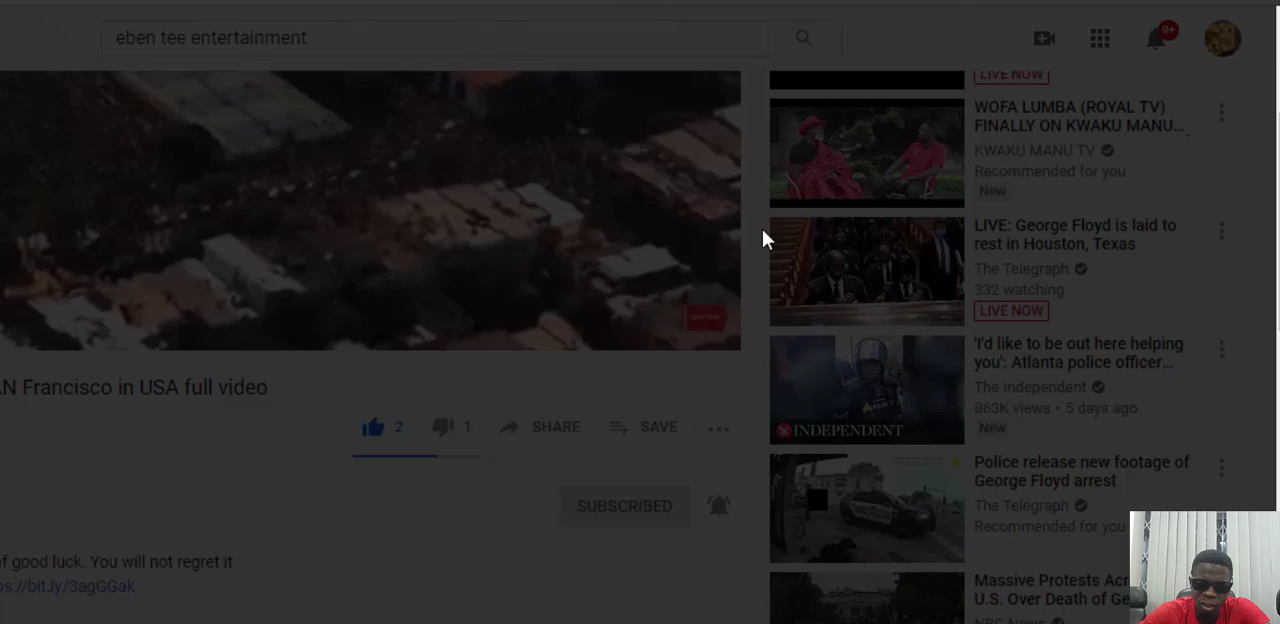 eben tee entertainment
9+
LIVE NOW
WOFA LUMBA (ROYAL TV)
FINALLY ON KWAKU MANU...
KWAKU MANU TV
Recommended for you
New
LIVE: George Floyd is laid to
rest in Houston, Texas
The Telegraph
332 watching
LIVE NOW
'I'd like to be out here helping
you': Atlanta police officer...
The Independent
863K views • 5 days ago
New
INDEPENDENT
Police release new footage of
George Floyd arrest
The Telegraph
Recommended for you
Massive Protests Acr
U.S. Over Death of Ge
NBC News
AN Francisco in USA full video
2
1
SHARE
SAVE
SUBSCRIBED
of good luck. You will not regret it
ps://bit.ly/3agGGak